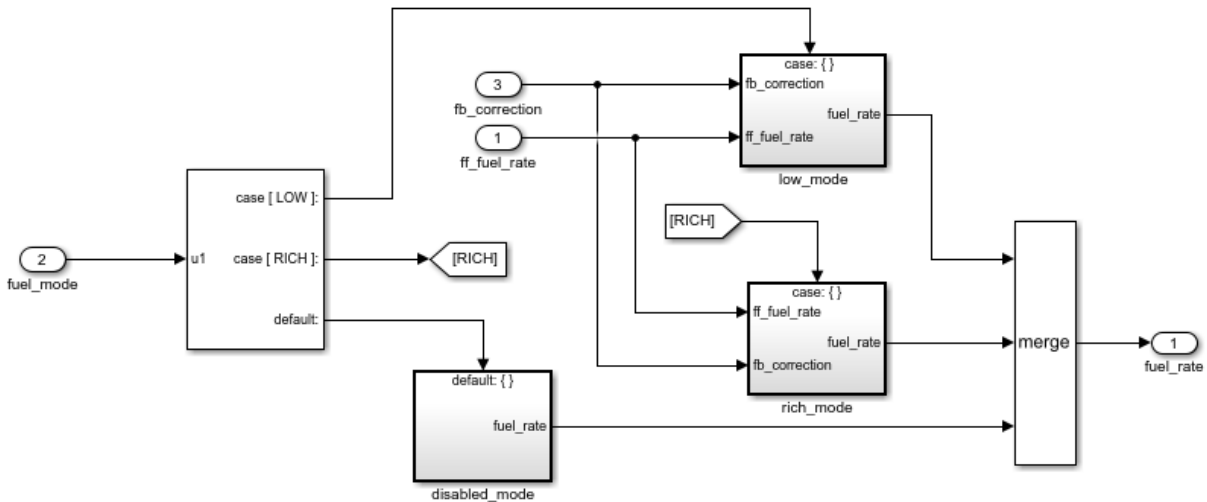 case: { }
3
fb_correction
fb_correction
fuel_rate
1
ff_fuel_rate
ff_fuel_rate
low_mode
case [ LOW ]:
[RICH]
2
fuel_mode
u1
case [ RICH ]:
[RICH]
case: { }
ff_fuel_rate
default:
fuel_rate
merge
1
fuel_rate
fb_correction
default: { }
rich_mode
fuel_rate
disabled_mode